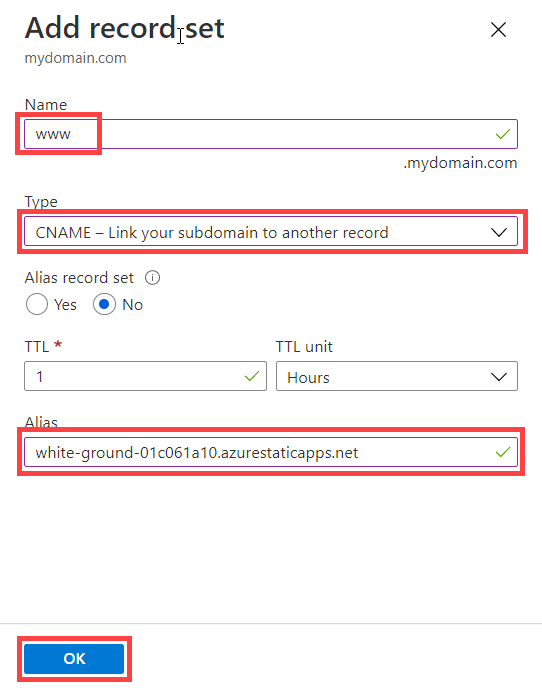 Add record set
mydomain.com
Name
www
.mydomain.com
Type
CNAME – Link your subdomain to another record
Alias record set
Yes No
TTL * TTL unit
1 Hours
Alias
white-ground-01c061a10.azurestaticapps.net
OK